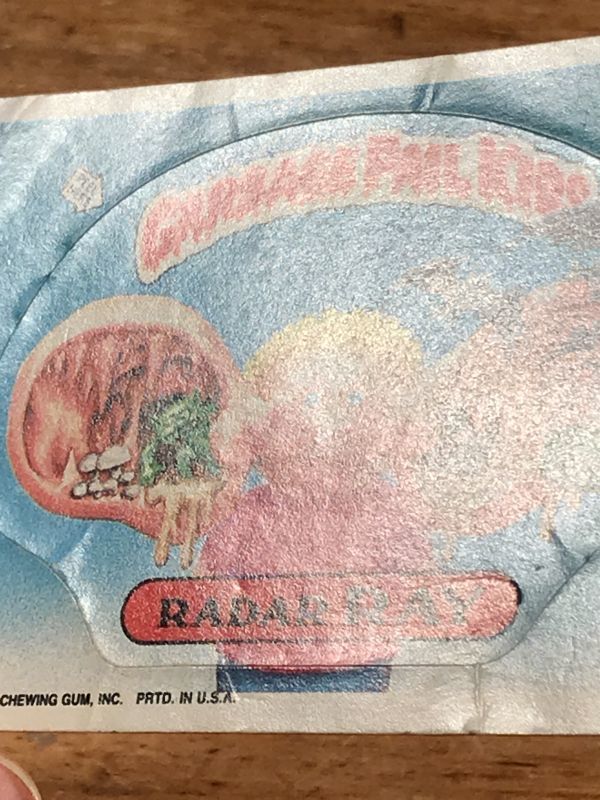 GARBAGE PAIL KIDS
RADAR RAY
CHEWING GUM, INC. PRTD. IN U.S.A.